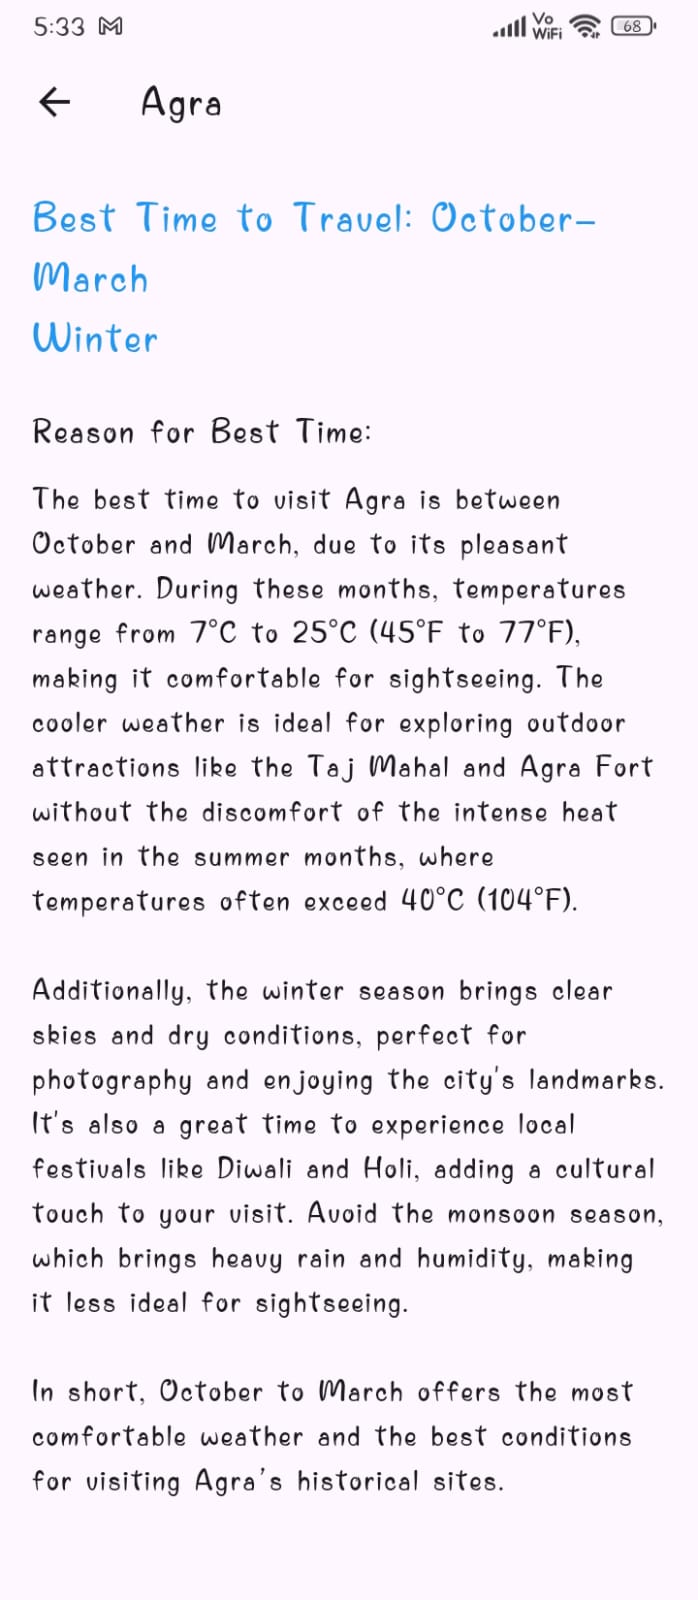 5:33 M Vo WiFi 68
← Agra
Best Time to Travel: October–
March
Winter
Reason for Best Time:
The best time to visit Agra is between
October and March, due to its pleasant
weather. During these months, temperatures
range from 7°C to 25°C (45°F to 77°F),
making it comfortable for sightseeing. The
cooler weather is ideal for exploring outdoor
attractions like the Taj Mahal and Agra Fort
without the discomfort of the intense heat
seen in the summer months, where
temperatures often exceed 40°C (104°F).
Additionally, the winter season brings clear
skies and dry conditions, perfect for
photography and enjoying the city's landmarks.
It's also a great time to experience local
festivals like Diwali and Holi, adding a cultural
touch to your visit. Avoid the monsoon season,
which brings heavy rain and humidity, making
it less ideal for sightseeing.
In short, October to March offers the most
comfortable weather and the best conditions
for visiting Agra’s historical sites.